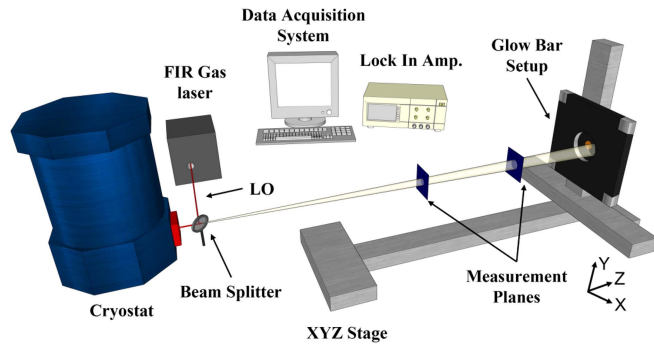 Data Acquisition
System
Lock In Amp.
Glow Bar
Setup
FIR Gas
laser
LO
Beam Splitter
Cryostat
Measurement
Planes
XYZ Stage
Y
Z
X